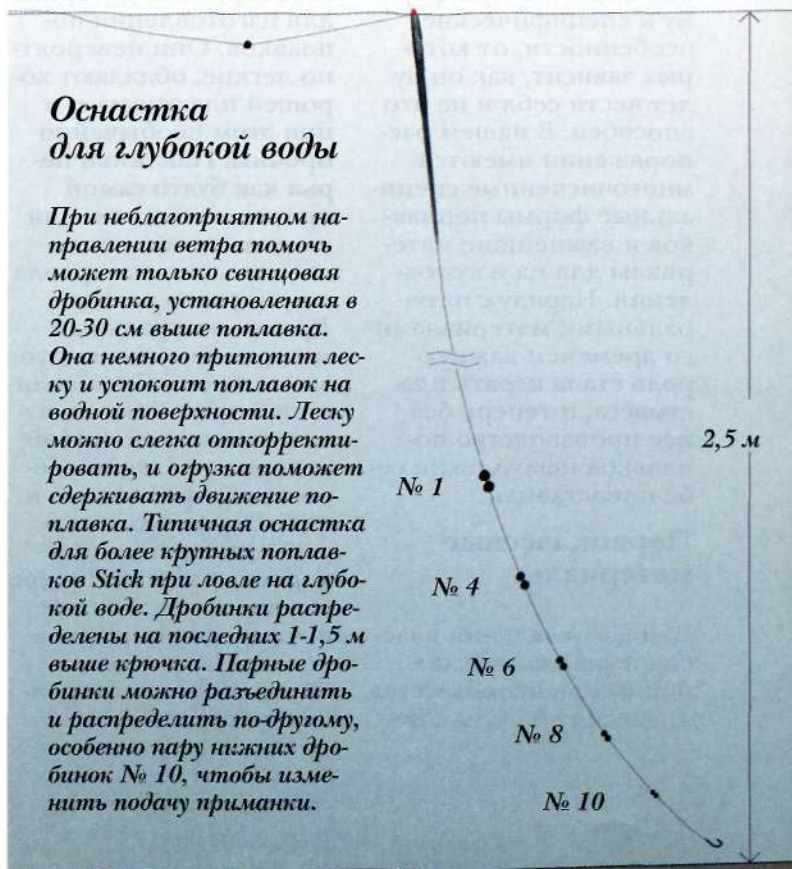 Оснастка
для глубокой воды
При неблагоприятном на-
правлении ветра помочь
может только свинцовая
дробинка, установленная в
20-30 см выше поплавка.
Она немного притопит лес-
ку и успокоит поплавок на
водной поверхности. Леску
можно слегка откорректи-
ровать, и огрузка поможет
сдерживать движение по-
плавка. Типичная оснастка
для более крупных поплав-
ков Stick при ловле на глубо-
кой воде. Дробинки распре-
делены на последних 1-1,5 м
выше крючка. Парные дро-
бинки можно разъединить
и распределить по-другому,
особенно пару нижних дро-
бинок № 10, чтобы изме-
нить подачу приманки.
2,5 м
№ 1
№ 4
№ 6
№ 8
№ 10